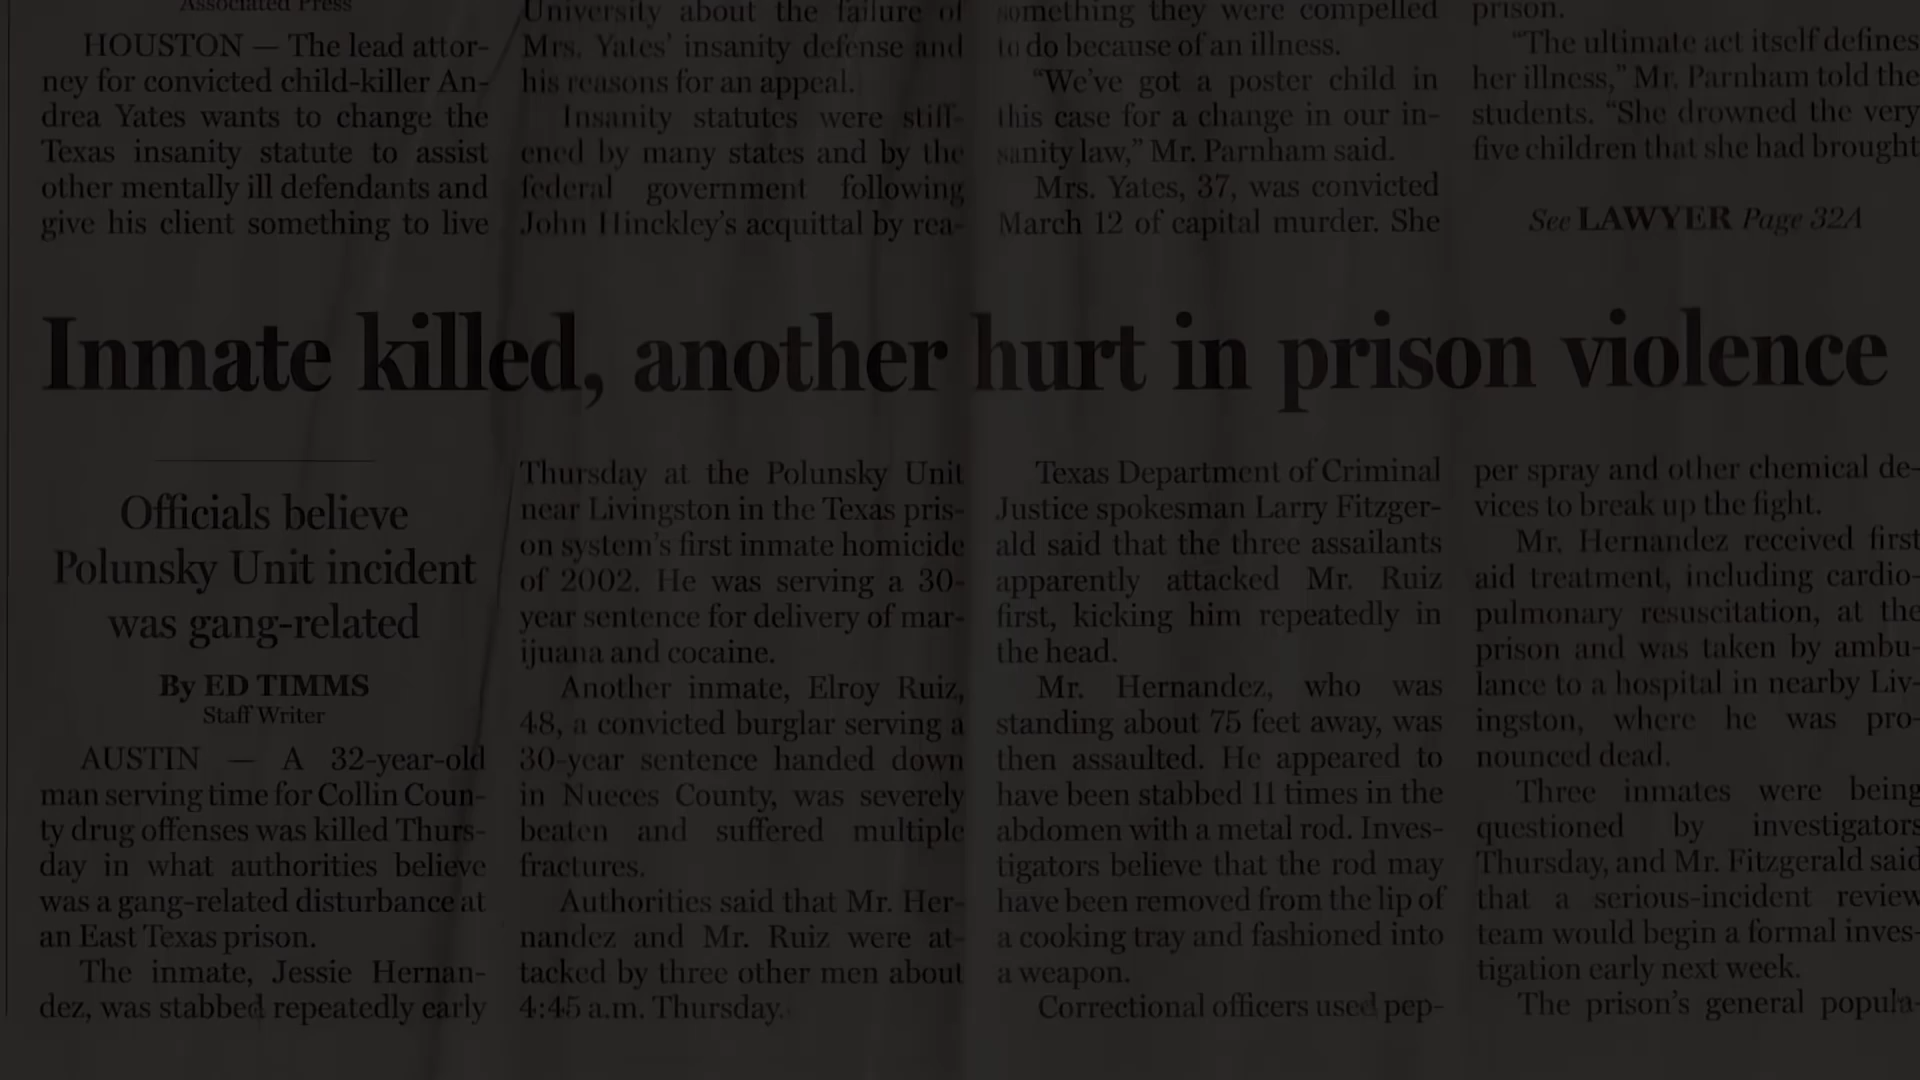 Associated Press
HOUSTON — The lead attor-
ney for convicted child-killer An-
drea Yates wants to change the
Texas insanity statute to assist
other mentally ill defendants and
give his client something to live
University about the failure of
Mrs. Yates' insanity defense and
his reasons for an appeal.
Insanity statutes were stiff-
ened by many states and by the
federal government following
John Hinckley's acquittal by rea-
something they were compelled
to do because of an illness.
“We've got a poster child in
this case for a change in our in-
sanity law,” Mr. Parnham said.
Mrs. Yates, 37, was convicted
March 12 of capital murder. She
prison.
“The ultimate act itself defines
her illness,” Mr. Parnham told the
students. “She drowned the very
five children that she had brought
See LAWYER Page 32A
Inmate killed, another hurt in prison violence
Officials believe
Polunsky Unit incident
was gang-related
By ED TIMMS
Staff Writer
AUSTIN — A 32-year-old
man serving time for Collin Coun-
ty drug offenses was killed Thurs-
day in what authorities believe
was a gang-related disturbance at
an East Texas prison.
The inmate, Jessie Hernan-
dez, was stabbed repeatedly early
Thursday at the Polunsky Unit
near Livingston in the Texas pris-
on system's first inmate homicide
of 2002. He was serving a 30-
year sentence for delivery of mar-
ijuana and cocaine.
Another inmate, Elroy Ruiz,
48, a convicted burglar serving a
30-year sentence handed down
in Nueces County, was severely
beaten and suffered multiple
fractures.
Authorities said that Mr. Her-
nandez and Mr. Ruiz were at-
tacked by three other men about
4:45 a.m. Thursday.
Texas Department of Criminal
Justice spokesman Larry Fitzger-
ald said that the three assailants
apparently attacked Mr. Ruiz
first, kicking him repeatedly in
the head.
Mr. Hernandez, who was
standing about 75 feet away, was
then assaulted. He appeared to
have been stabbed 11 times in the
abdomen with a metal rod. Inves-
tigators believe that the rod may
have been removed from the lip of
a cooking tray and fashioned into
a weapon.
Correctional officers used pep-
per spray and other chemical de-
vices to break up the fight.
Mr. Hernandez received first
aid treatment, including cardio-
pulmonary resuscitation, at the
prison and was taken by ambu-
lance to a hospital in nearby Liv-
ingston, where he was pro-
nounced dead.
Three inmates were being
questioned by investigators
Thursday, and Mr. Fitzgerald said
that a serious-incident review
team would begin a formal inves-
tigation early next week.
The prison's general popula-